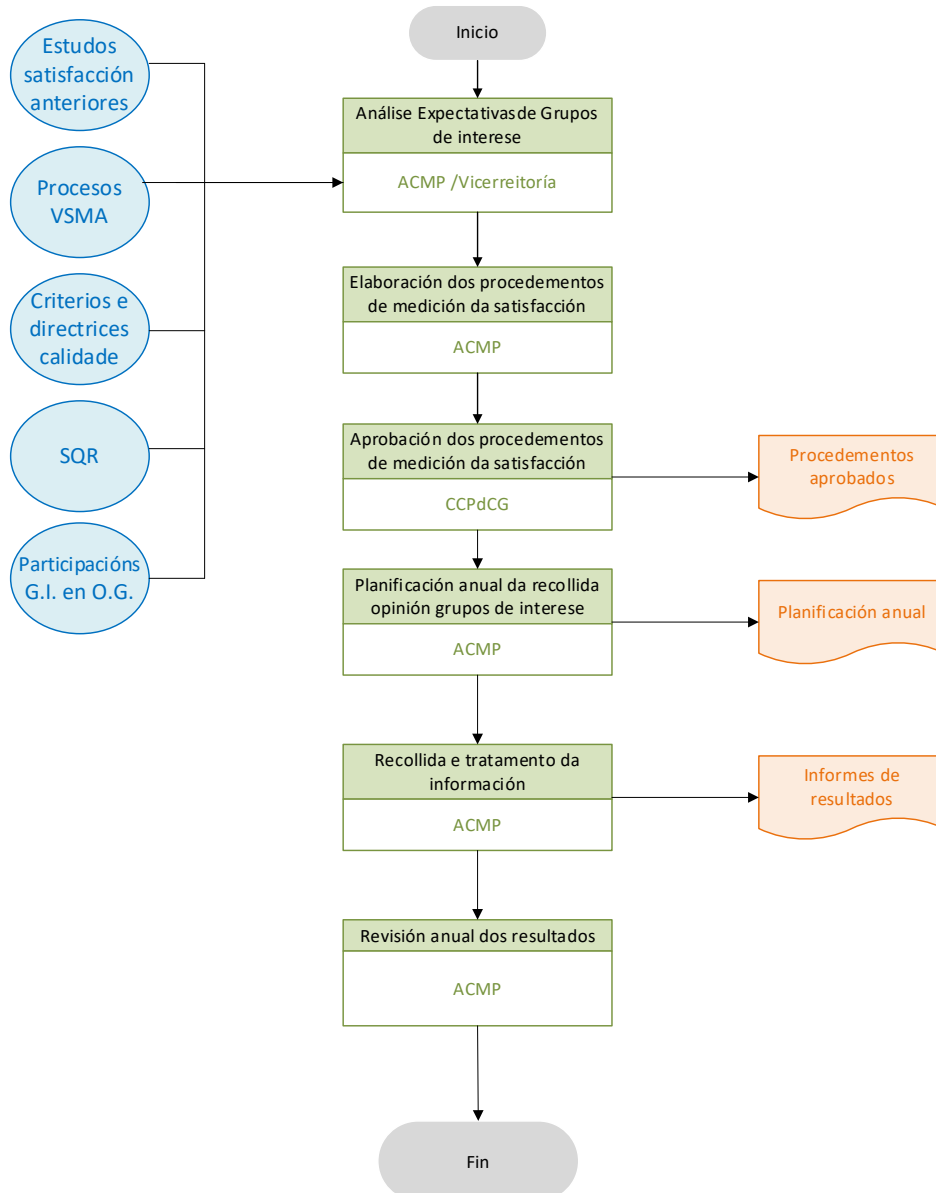 Inicio
Estudos
satisfacción
anteriores
Procesos
VSMA
Criterios e
directrices
calidade
SQR
Participacións
G.I. en O.G.
Análise Expectativasde Grupos
de interese
ACMP /Vicerreitoría
Elaboración dos procedementos
de medición da satisfacción
ACMP
Aprobación dos procedementos
de medición da satisfacción
CCPdCG
Procedementos
aprobados
Planificación anual da recollida
opinión grupos de interese
ACMP
Planificación anual
Recollida e tratamento da
información
ACMP
Informes de
resultados
Revisión anual dos resultados
ACMP
Fin